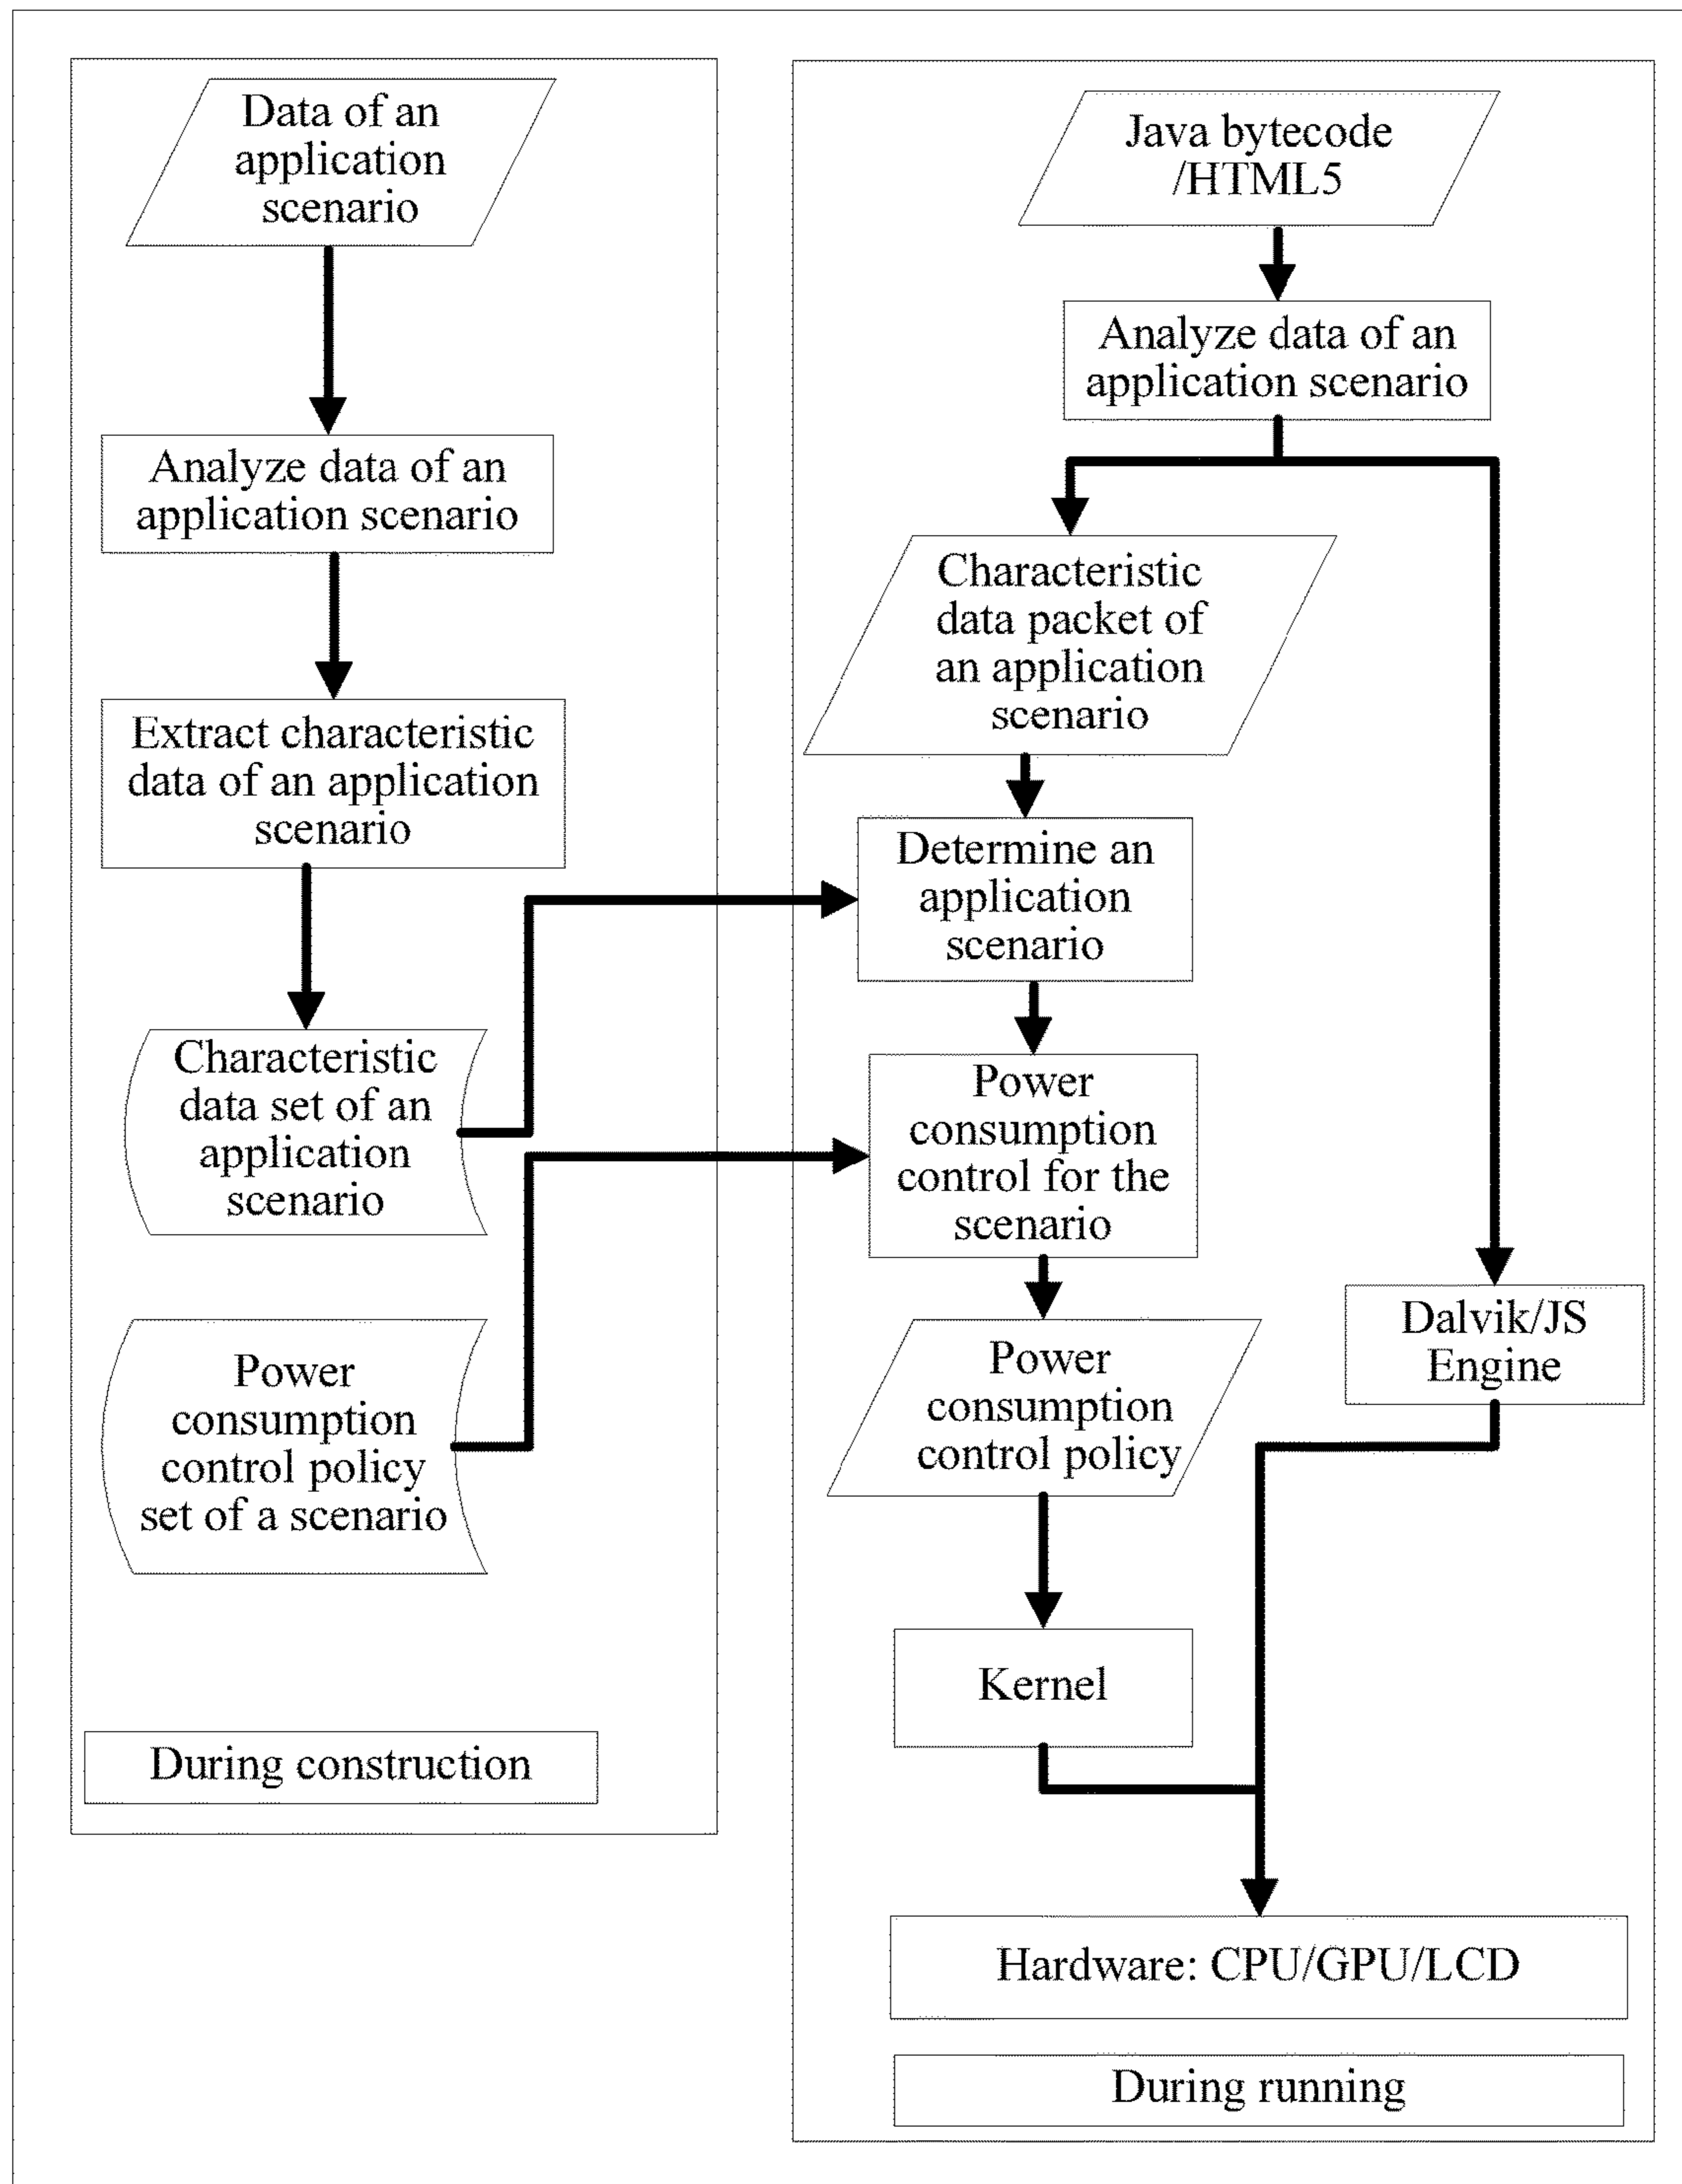 Data of an
application
scenario
Analyze data of an
application scenario
Extract characteristic
data of an application
scenario
Characteristic
data set of an
application
scenario
Power
consumption
control policy
set of a scenario
During construction
Java bytecode
/HTML5
Analyze data of an
application scenario
Characteristic
data packet of
an application
scenario
Determine an
application
scenario
Power
consumption
control for the
scenario
Power
consumption
control policy
Dalvik/JS
Engine
Kernel
Hardware: CPU/GPU/LCD
During running